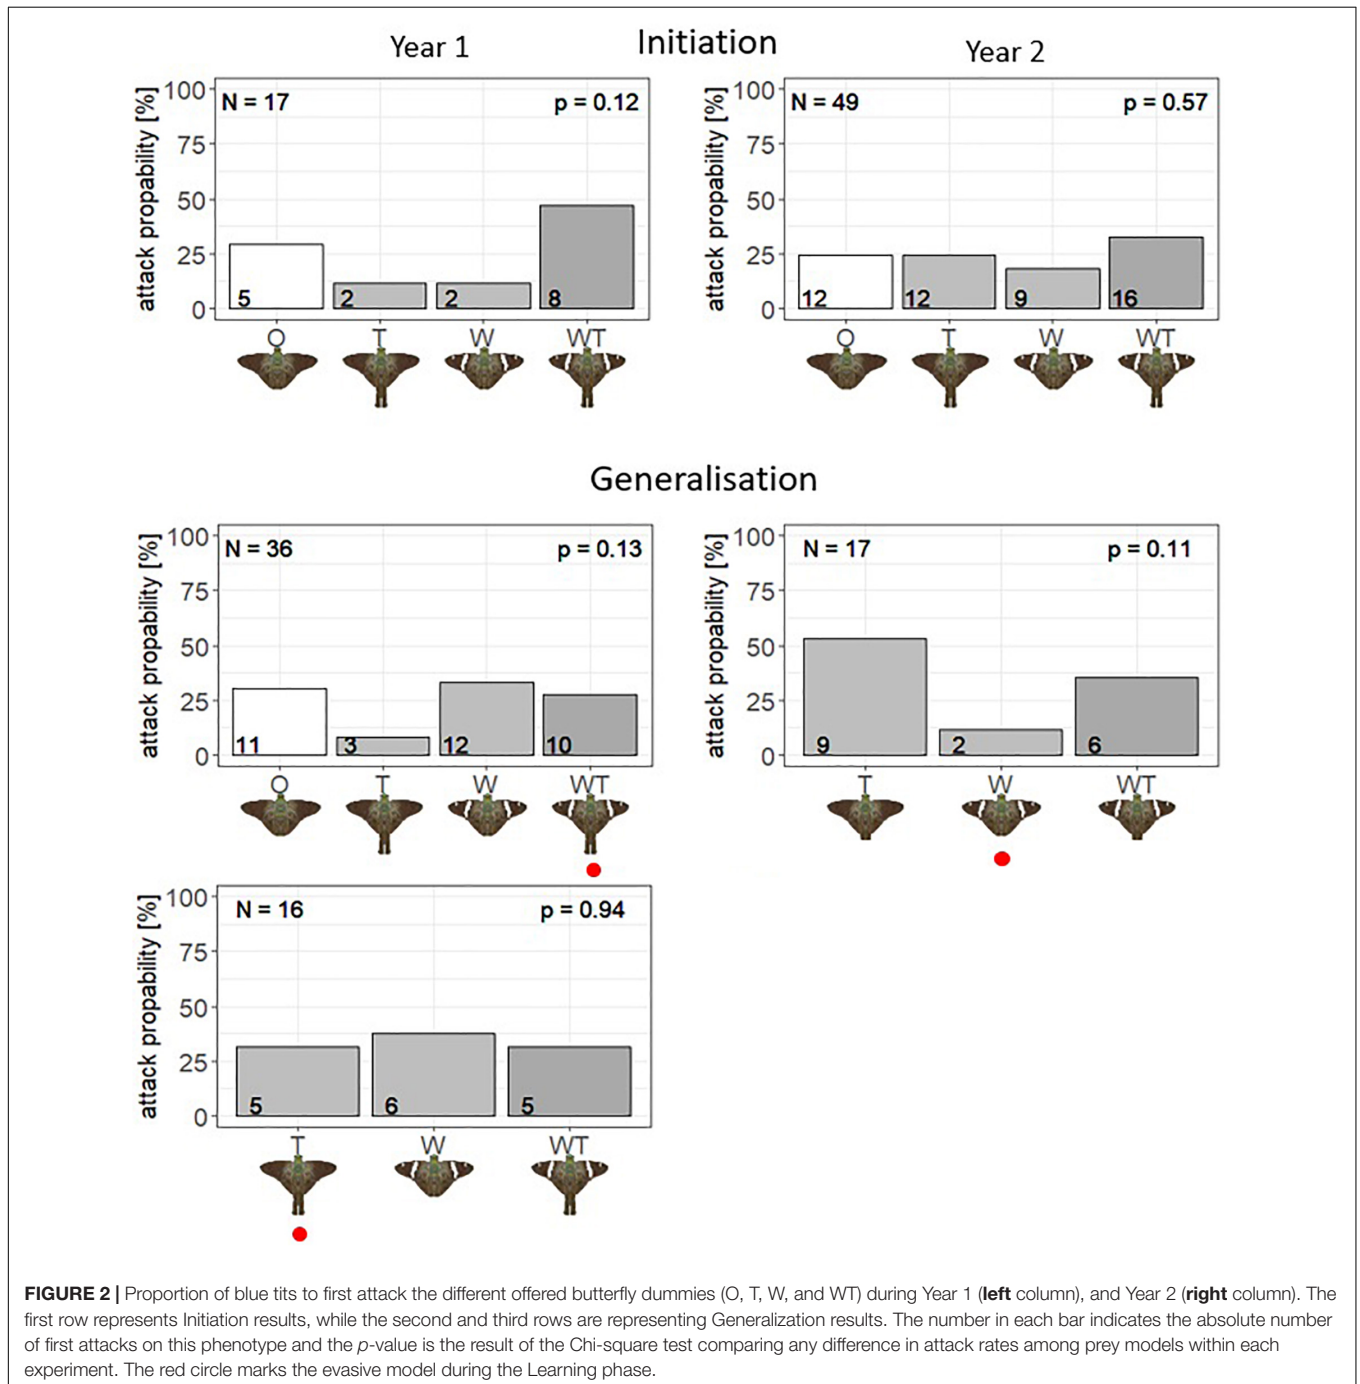 Initiation
Year 1
Year 2
attack propability [%]
100
75
50
25
0
N = 17
p = 0.12
5
2
2
8
O
T
W
WT
attack propability [%]
100
75
50
25
0
N = 49
p = 0.57
12
12
9
16
O
T
W
WT
Generalisation
attack propability [%]
100
75
50
25
0
N = 36
p = 0.13
11
3
12
10
O
T
W
WT
attack propability [%]
100
75
50
25
0
N = 17
p = 0.11
9
2
6
T
W
WT
attack propability [%]
100
75
50
25
0
N = 16
p = 0.94
5
6
5
T
W
WT
FIGURE 2 | Proportion of blue tits to first attack the different offered butterfly dummies (O, T, W, and WT) during Year 1 (left column), and Year 2 (right column). The
first row represents Initiation results, while the second and third rows are representing Generalization results. The number in each bar indicates the absolute number
of first attacks on this phenotype and the p-value is the result of the Chi-square test comparing any difference in attack rates among prey models within each
experiment. The red circle marks the evasive model during the Learning phase.